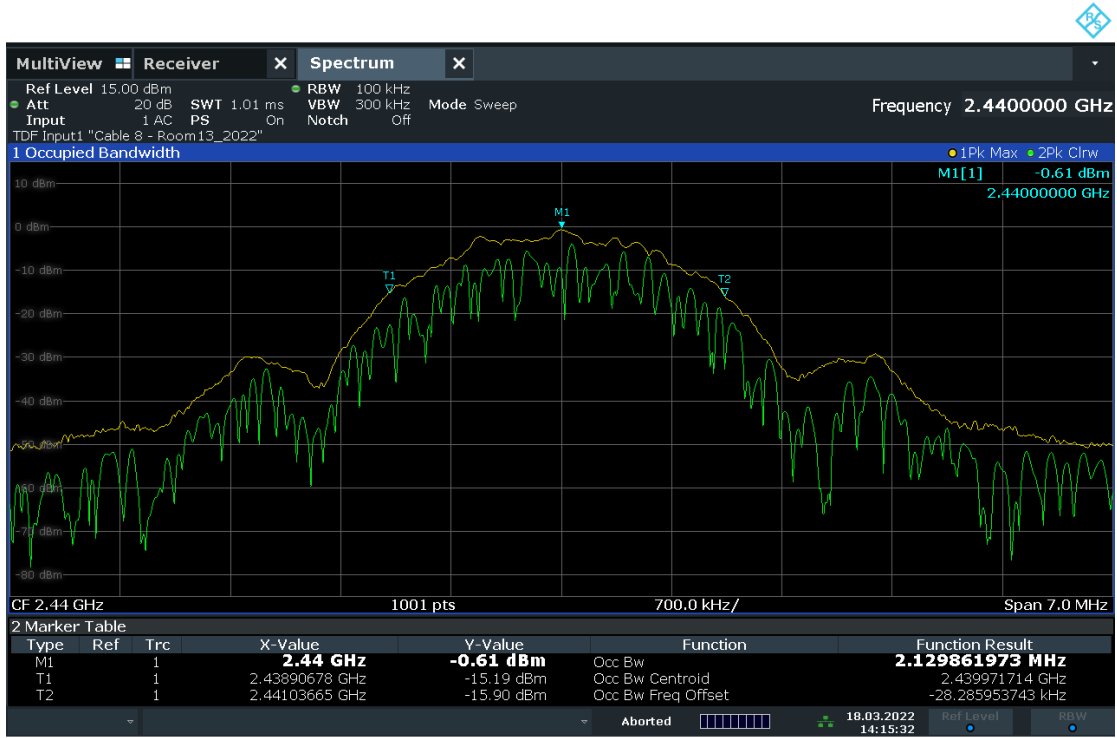 R&S
MultiView Receiver Spectrum
Ref Level 15.00 dBm RBW 100 kHz
Att 20 dB SWT 1.01 ms VBW 300 kHz Mode Sweep Frequency 2.4400000 GHz
Input 1 AC PS On Notch Off
TDF Input1 "Cable 8 - Room13_2022"
1 Occupied Bandwidth 1Pk Max 2Pk Clrw
M1[1] -0.61 dBm
2.44000000 GHz
10 dBm
M1
0 dBm
-10 dBm
T1 T2
-20 dBm
-30 dBm
-40 dBm
-50 dBm
-60 dBm
-70 dBm
-80 dBm
CF 2.44 GHz 1001 pts 700.0 kHz/ Span 7.0 MHz
2 Marker Table
Type Ref Trc X-Value Y-Value Function Function Result
M1 1 2.44 GHz -0.61 dBm Occ Bw 2.129861973 MHz
T1 1 2.43890678 GHz -15.19 dBm Occ Bw Centroid 2.439971714 GHz
T2 1 2.44103665 GHz -15.90 dBm Occ Bw Freq Offset -28.285953743 kHz
Aborted 18.03.2022 Ref Level RBW
14:15:32